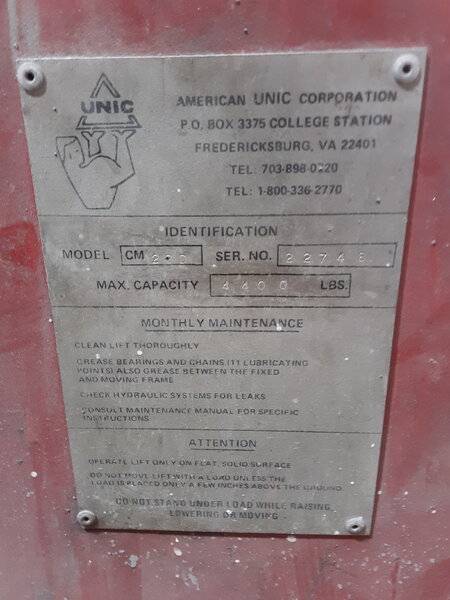 UNIC
AMERICAN UNIC CORPORATION
P.O. BOX 3375 COLLEGE STATION
FREDERICKSBURG, VA 22401
TEL: 703-898-0220
TEL: 1-800-336-2770
IDENTIFICATION
MODEL CM 2.0 SER. NO.
MAX. CAPACITY 4400 LBS.
MONTHLY MAINTENANCE
CLEAN LIFT THOROUGHLY
GREASE BEARINGS AND CHAINS (11 LUBRICATING
POINTS) ALSO GREASE BETWEEN THE FIXED
AND MOVING FRAME
CHECK HYDRAULIC SYSTEMS FOR LEAKS
CONSULT MAINTENANCE MANUAL FOR SPECIFIC
INSTRUCTIONS
ATTENTION
OPERATE LIFT ONLY ON FLAT, SOLID SURFACE
DO NOT MOVE LIFT WITH A LOAD UNLESS THE
LOAD IS PLACED ONLY A FEW INCHES ABOVE THE GROUND
DO NOT STAND UNDER LOAD WHILE RAISING,
LOWERING OR MOVING